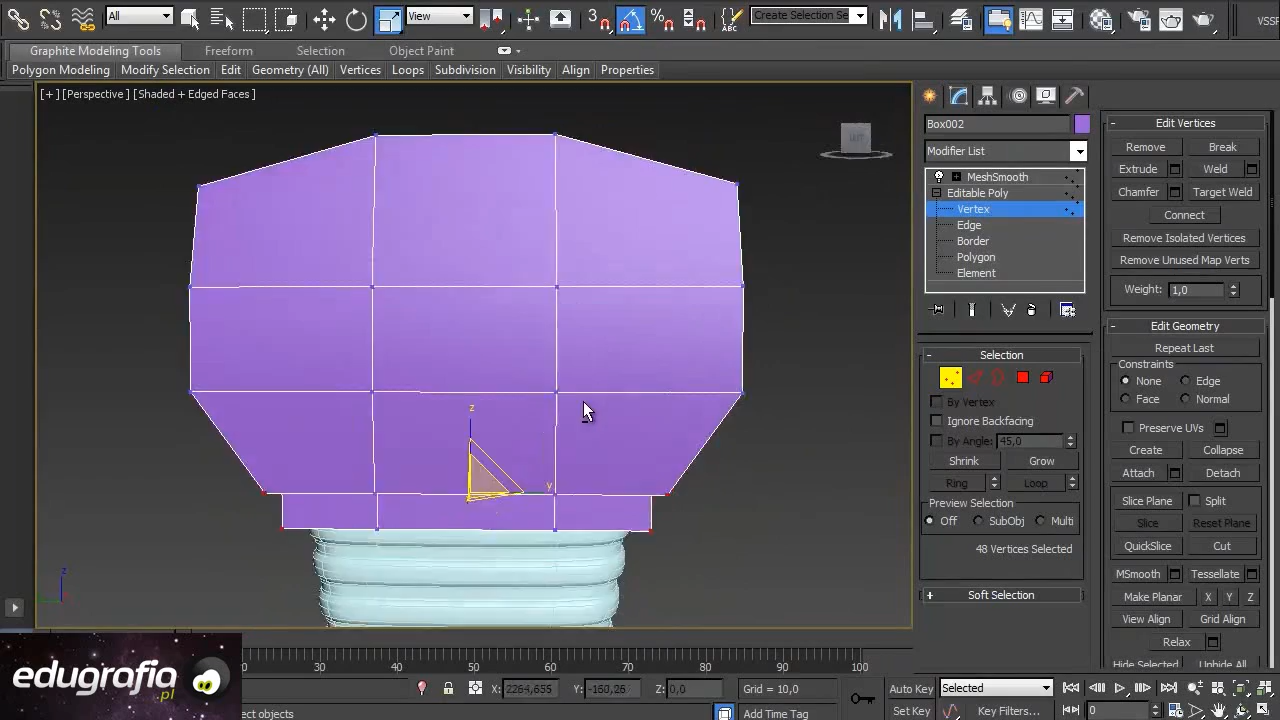 All
View
3
%
ABC
Create Selection Se
VSSF
Graphite Modeling Tools
Freeform
Selection
Object Paint
Polygon Modeling
Modify Selection
Edit
Geometry (All)
Vertices
Loops
Subdivision
Visibility
Align
Properties
[ + ] [Perspective ] [Shaded + Edged Faces ]
z
y
z
Box002
Modifier List
MeshSmooth
Editable Poly
Vertex
Edge
Border
Polygon
Element
Selection
By Vertex
Ignore Backfacing
By Angle: 45,0
Shrink
Grow
Ring
Loop
Preview Selection
Off
SubObj
Multi
48 Vertices Selected
Soft Selection
Edit Vertices
Remove
Break
Extrude
Weld
Chamfer
Target Weld
Connect
Remove Isolated Vertices
Remove Unused Map Verts
Weight: 1,0
Edit Geometry
Repeat Last
Constraints
None
Edge
Face
Normal
Preserve UVs
Create
Collapse
Attach
Detach
Slice Plane
Split
Slice
Reset Plane
QuickSlice
Cut
MSmooth
Tessellate
Make Planar
X
Y
Z
View Align
Grid Align
Relax
Hide Selected
Unhide All
edugrafia
.pl
30
40
50
60
70
80
90
100
X: 2264,655
Y: -160,26
Z: 0,0
Grid = 10,0
Add Time Tag
ect objects
Auto Key
Selected
Set Key
Key Filters...
0